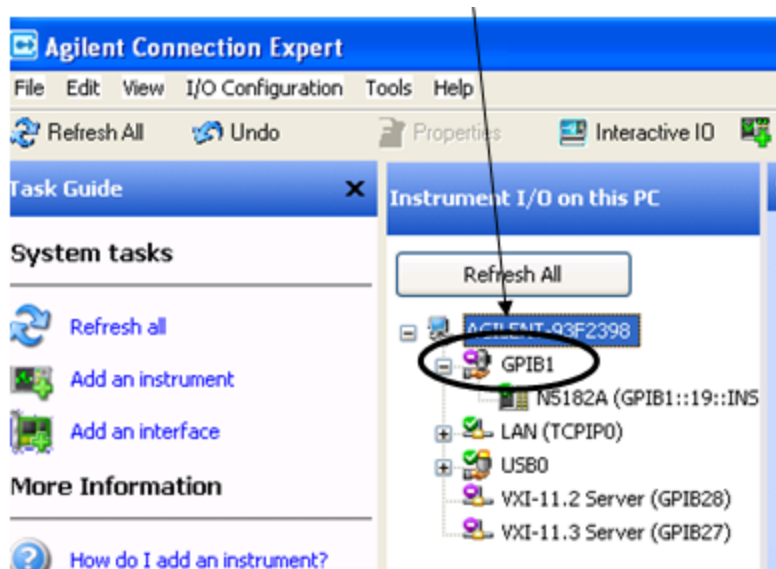 Agilent Connection Expert
File Edit View I/O Configuration Tools Help
Refresh All Undo Properties Interactive IO
Task Guide X
Instrument I/O on this PC
System tasks
Refresh All
Refresh all
AGILENT-93F2398
GPIB1
Add an instrument
N5182A (GPIB1::19::INS
Add an interface
LAN (TCPIP0)
USB0
More Information
VXI-11.2 Server (GPIB28)
VXI-11.3 Server (GPIB27)
How do I add an instrument?